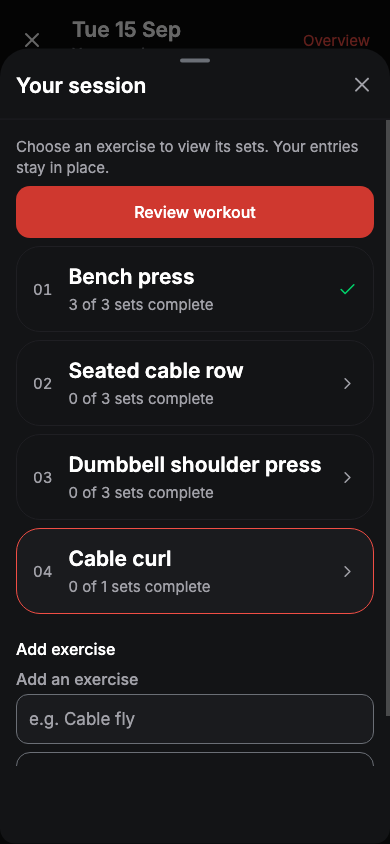 Tue 15 Sep
Overview
Your session
Choose an exercise to view its sets. Your entries
stay in place.
Review workout
01
Bench press
3 of 3 sets complete
02
Seated cable row
0 of 3 sets complete
03
Dumbbell shoulder press
0 of 3 sets complete
04
Cable curl
0 of 1 sets complete
Add exercise
Add an exercise
e.g. Cable fly